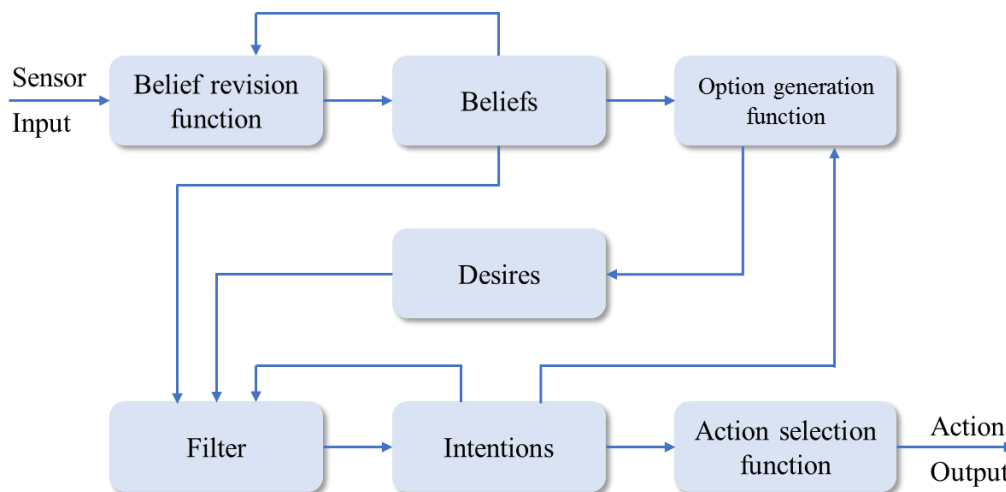 Sensor
Input
Belief revision
function
Beliefs
Option generation
function
Desires
Filter
Intentions
Action selection
function
Action
Output